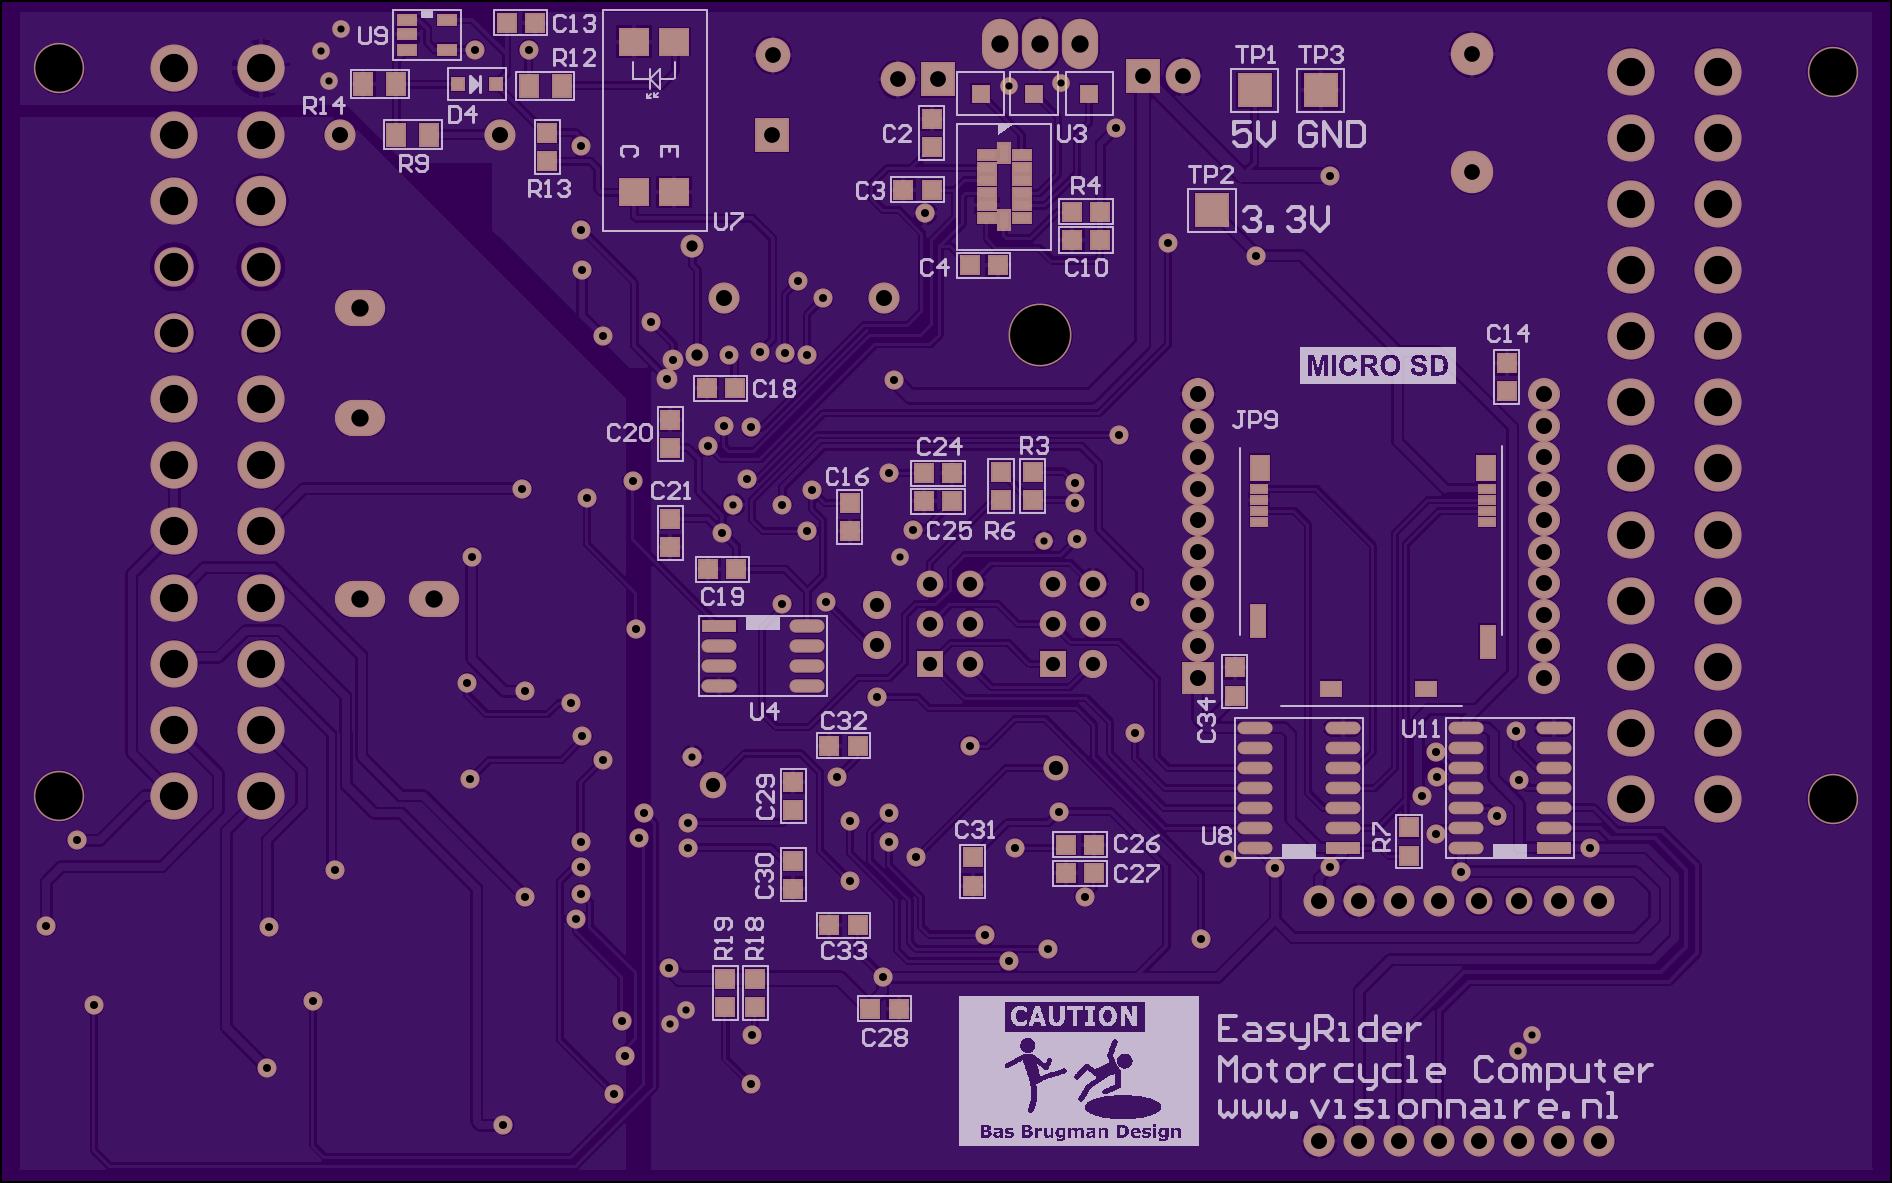 U9
C13
R12
R14
D4
R9
R13
C E
U7
C2
U3
C3
R4
C4
C10
TP1
TP3
5V GND
TP2
3.3V
MICRO SD
C14
JP9
C18
C20
C21
C16
C24
C25
R3
R6
C19
U4
C32
C29
C30
C33
C31
C26
C27
C34
U11
U8
R7
R19
R18
C28
CAUTION
Bas Brugman Design
EasyRider
Motorcycle Computer
www.visionnaire.nl